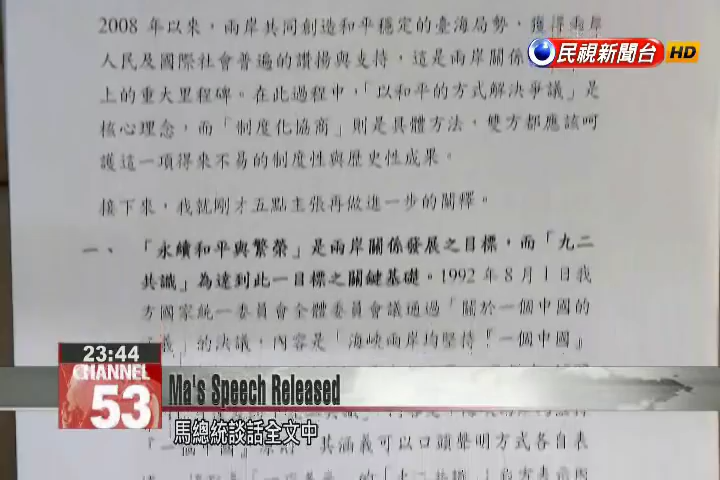 2008 年以來，兩岸共同創造和平穩定的臺海局勢，獲得兩岸
民視新聞台 HD
人民及國際社會普遍的讚揚與支持，這是兩岸關係
上的重大里程碑。在此過程中，「以和平的方式解決爭議」是
核心理念，而「制度化協商」則是具體方法，雙方都應該呵
護這一項得來不易的制度性與歷史性成果。
接下來，我就剛才五點主張再做進一步的闡釋。
一、「永續和平與繁榮」是兩岸關係發展之目標，而「九二
共識」為達到此一目標之關鍵基礎。1992 年 8 月 1 日我
方國家統一委員會全體委員會議通過「關於一個中國的
義」的決議，內容是「海峽兩岸均堅持『一個中國』
23:44
CHANNEL
53
Ma's Speech Released
馬總統談話全文中
『一個中國』原則 其涵義可以口頭聲明方式各自表